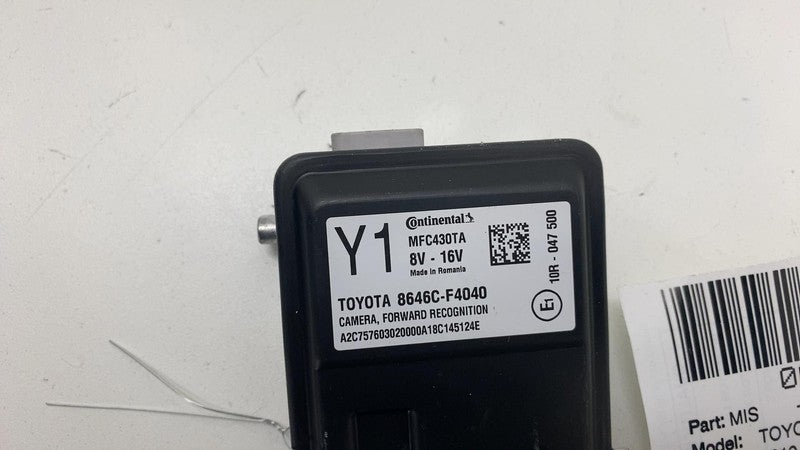 Y1
Continental
MFC430TA
8V - 16V
Made in Romania
10R - 047 500
E1
TOYOTA 8646C-F4040
CAMERA, FORWARD RECOGNITION
A2C757603020000A18C145124E
Part: MIS
Model: TOYO